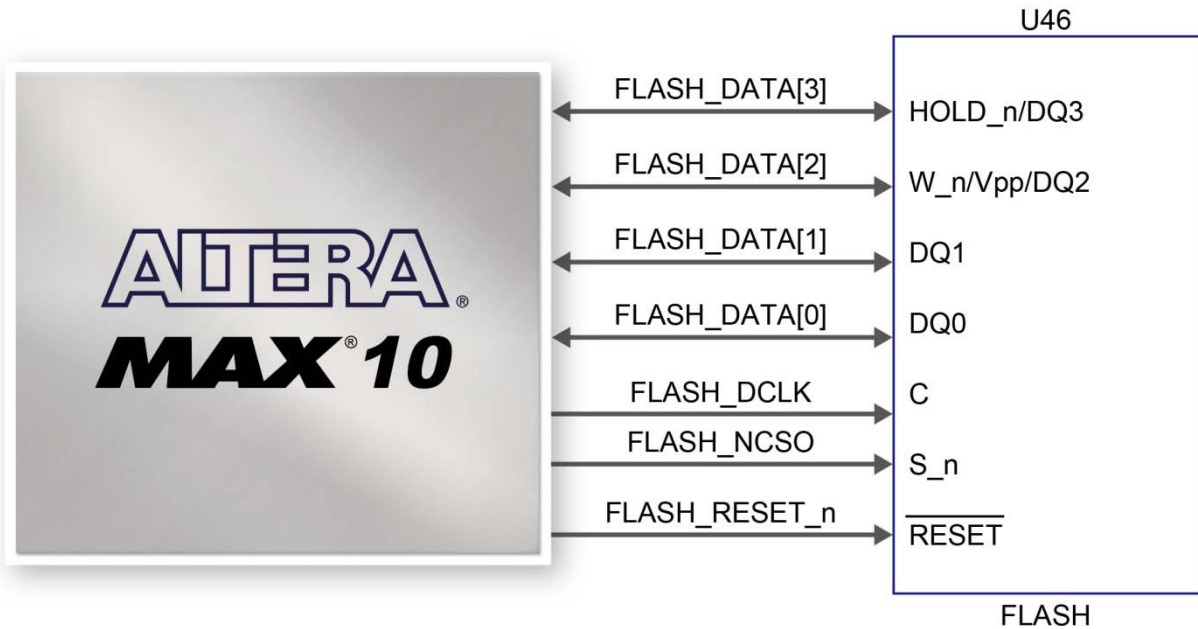 U46
FLASH_DATA[3]
HOLD_n/DQ3
FLASH_DATA[2]
W_n/Vpp/DQ2
FLASH_DATA[1]
DQ1
FLASH_DATA[0]
DQ0
ALTERA®
MAX®10
FLASH_DCLK
C
FLASH_NCSO
S_n
FLASH_RESET_n
RESET
FLASH